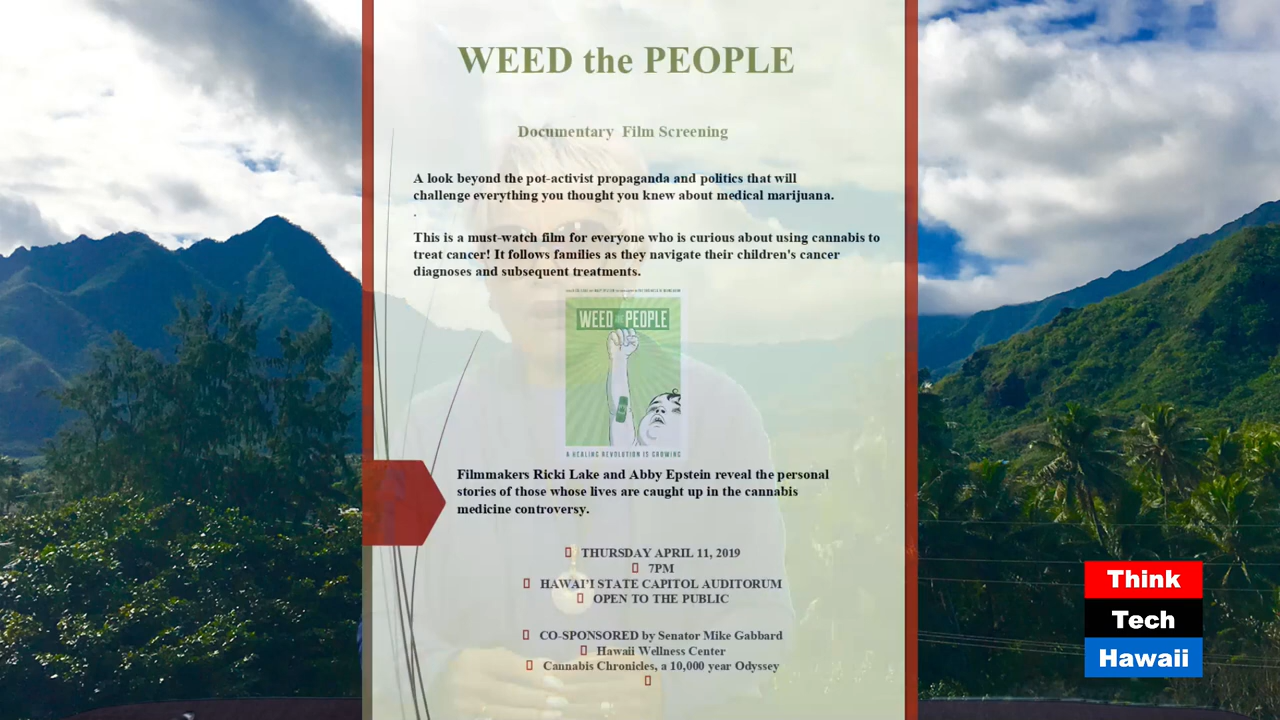 WEED the PEOPLE
Documentary Film Screening
A look beyond the pot-activist propaganda and politics that will
challenge everything you thought you knew about medical marijuana.
.
This is a must-watch film for everyone who is curious about using cannabis to
treat cancer! It follows families as they navigate their children's cancer
diagnoses and subsequent treatments.
WEED THE PEOPLE
A HEALING REVOLUTION IS GROWING
Filmmakers Ricki Lake and Abby Epstein reveal the personal
stories of those whose lives are caught up in the cannabis
medicine controversy.
THURSDAY APRIL 11, 2019
7PM
HAWAI'I STATE CAPITOL AUDITORUM
OPEN TO THE PUBLIC
CO-SPONSORED by Senator Mike Gabbard
Hawaii Wellness Center
Cannabis Chronicles, a 10,000 year Odyssey
Think
Tech
Hawaii